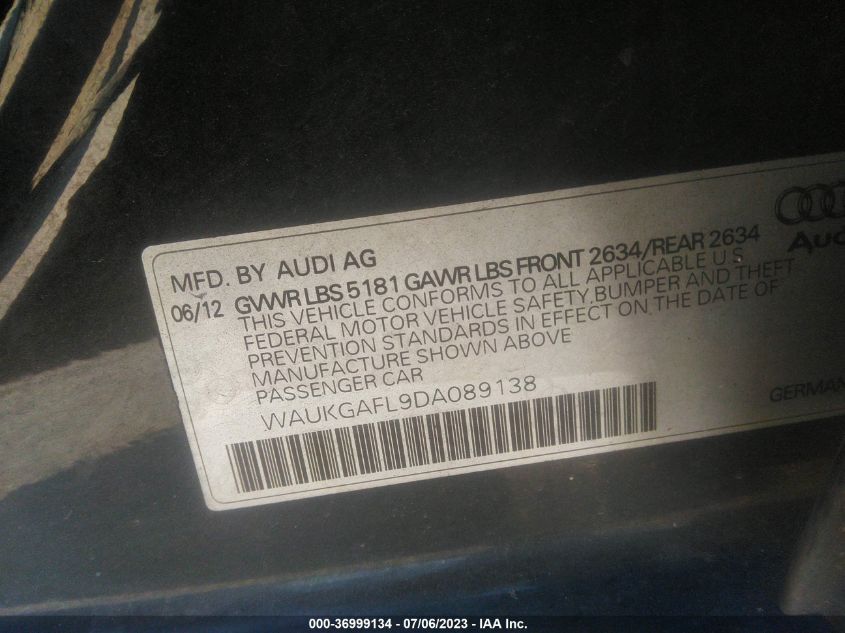 MFD. BY AUDI AG
06/12 GVWR LBS 5181 GAWR LBS FRONT 2634/REAR 2634
THIS VEHICLE CONFORMS TO ALL APPLICABLE U S
FEDERAL MOTOR VEHICLE SAFETY, BUMPER AND THEFT
PREVENTION STANDARDS IN EFFECT ON THE DATE OF
MANUFACTURE SHOWN ABOVE
PASSENGER CAR
WAUKGAFL9DA089138
000-36999134 - 07/06/2023 - IAA Inc.